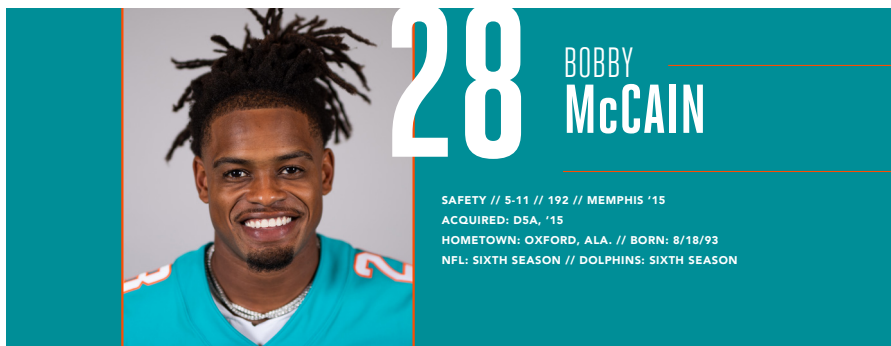 28
BOBBY
McCAIN
SAFETY // 5-11 // 192 // MEMPHIS ’15
ACQUIRED: D5A, ’15
HOMETOWN: OXFORD, ALA. // BORN: 8/18/93
NFL: SIXTH SEASON // DOLPHINS: SIXTH SEASON